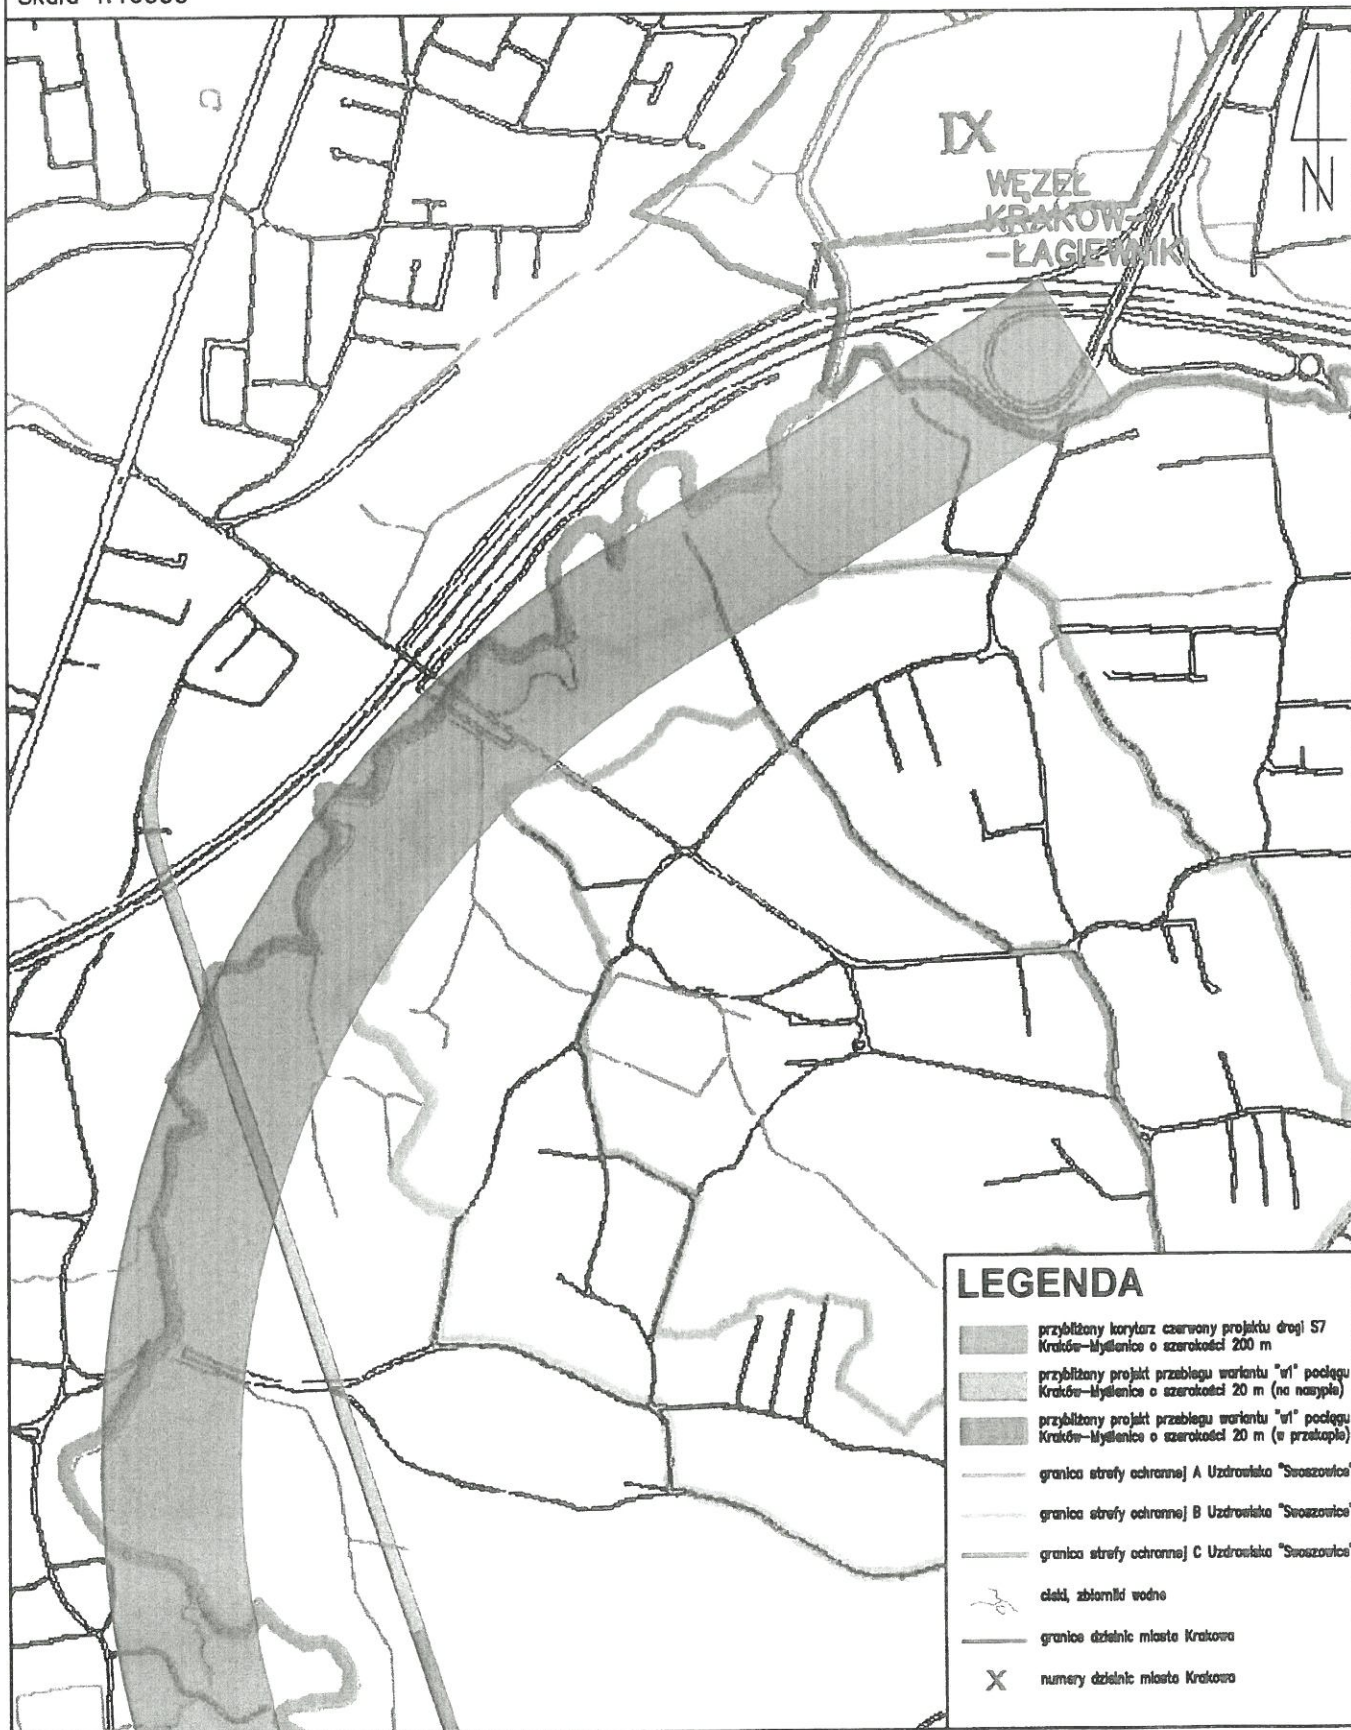 IX
N
WĘZEŁ
KRAKÓW-
-ŁAGIEWNIKI
LEGENDA
przybliżony korytarz czerwony projektu drogi S7
Kraków-Myślenice o szerokości 200 m
przybliżony projekt przebiegu wariantu "w1" pociągu
Kraków-Myślenice o szerokości 20 m (na nasypie)
przybliżony projekt przebiegu wariantu "w1" pociągu
Kraków-Myślenice o szerokości 20 m (w przekopie)
granica strefy ochronnej A Uzdrowiska "Swoszowice"
granica strefy ochronnej B Uzdrowiska "Swoszowice"
granica strefy ochronnej C Uzdrowiska "Swoszowice"
cieki, zbiorniki wodne
granice dzielnic miasta Krakowa
X numery dzielnic miasta Krakowa